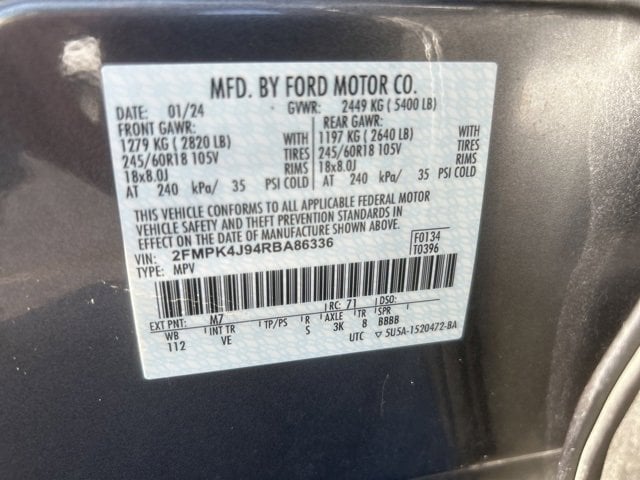 MFD. BY FORD MOTOR CO.
DATE: 01/24 GVWR: 2449 KG (5400 LB)
FRONT GAWR: REAR GAWR:
1279 KG (2820 LB) WITH 1197 KG (2640 LB) WITH
245/60R18 105V TIRES 245/60R18 105V TIRES
18x8.0J RIMS 18x8.0J RIMS
AT 240 kPa/ 35 PSI COLD AT 240 kPa/ 35 PSI COLD
THIS VEHICLE CONFORMS TO ALL APPLICABLE FEDERAL MOTOR
VEHICLE SAFETY AND THEFT PREVENTION STANDARDS IN
EFFECT ON THE DATE OF MANUFACTURE SHOWN ABOVE.
VIN: 2FMPK4J94RBA86336 F0134
TYPE: MPV T0396
EXT PNT: M7 RC: 71 DSO:
WB INT TR TP/PS R AXLE TR SPR
112 VE S 3K 8 BBBB
UTC 5U5A-1520472-BA